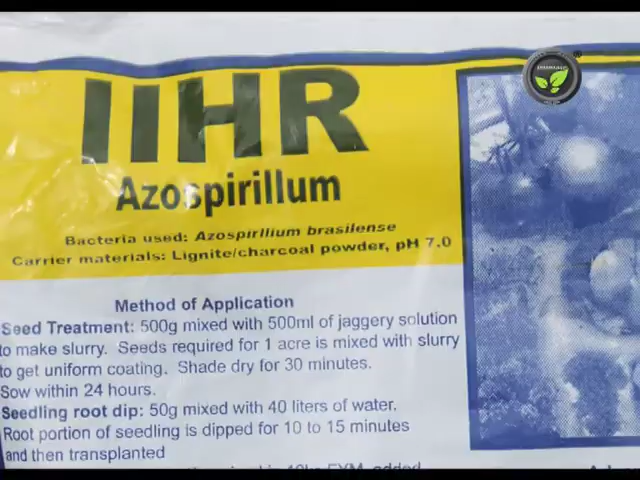 IIHR
Azospirillum
Bacteria used: Azospirllium brasilense
Carrier materials: Lignite/charcoal powder, pH 7.0
Method of Application
Seed Treatment: 500g mixed with 500ml of jaggery solution
to make slurry. Seeds required for 1 acre is mixed with slurry
to get uniform coating. Shade dry for 30 minutes.
Sow within 24 hours.
Seedling root dip: 50g mixed with 40 liters of water.
Root portion of seedling is dipped for 10 to 15 minutes
and then transplanted